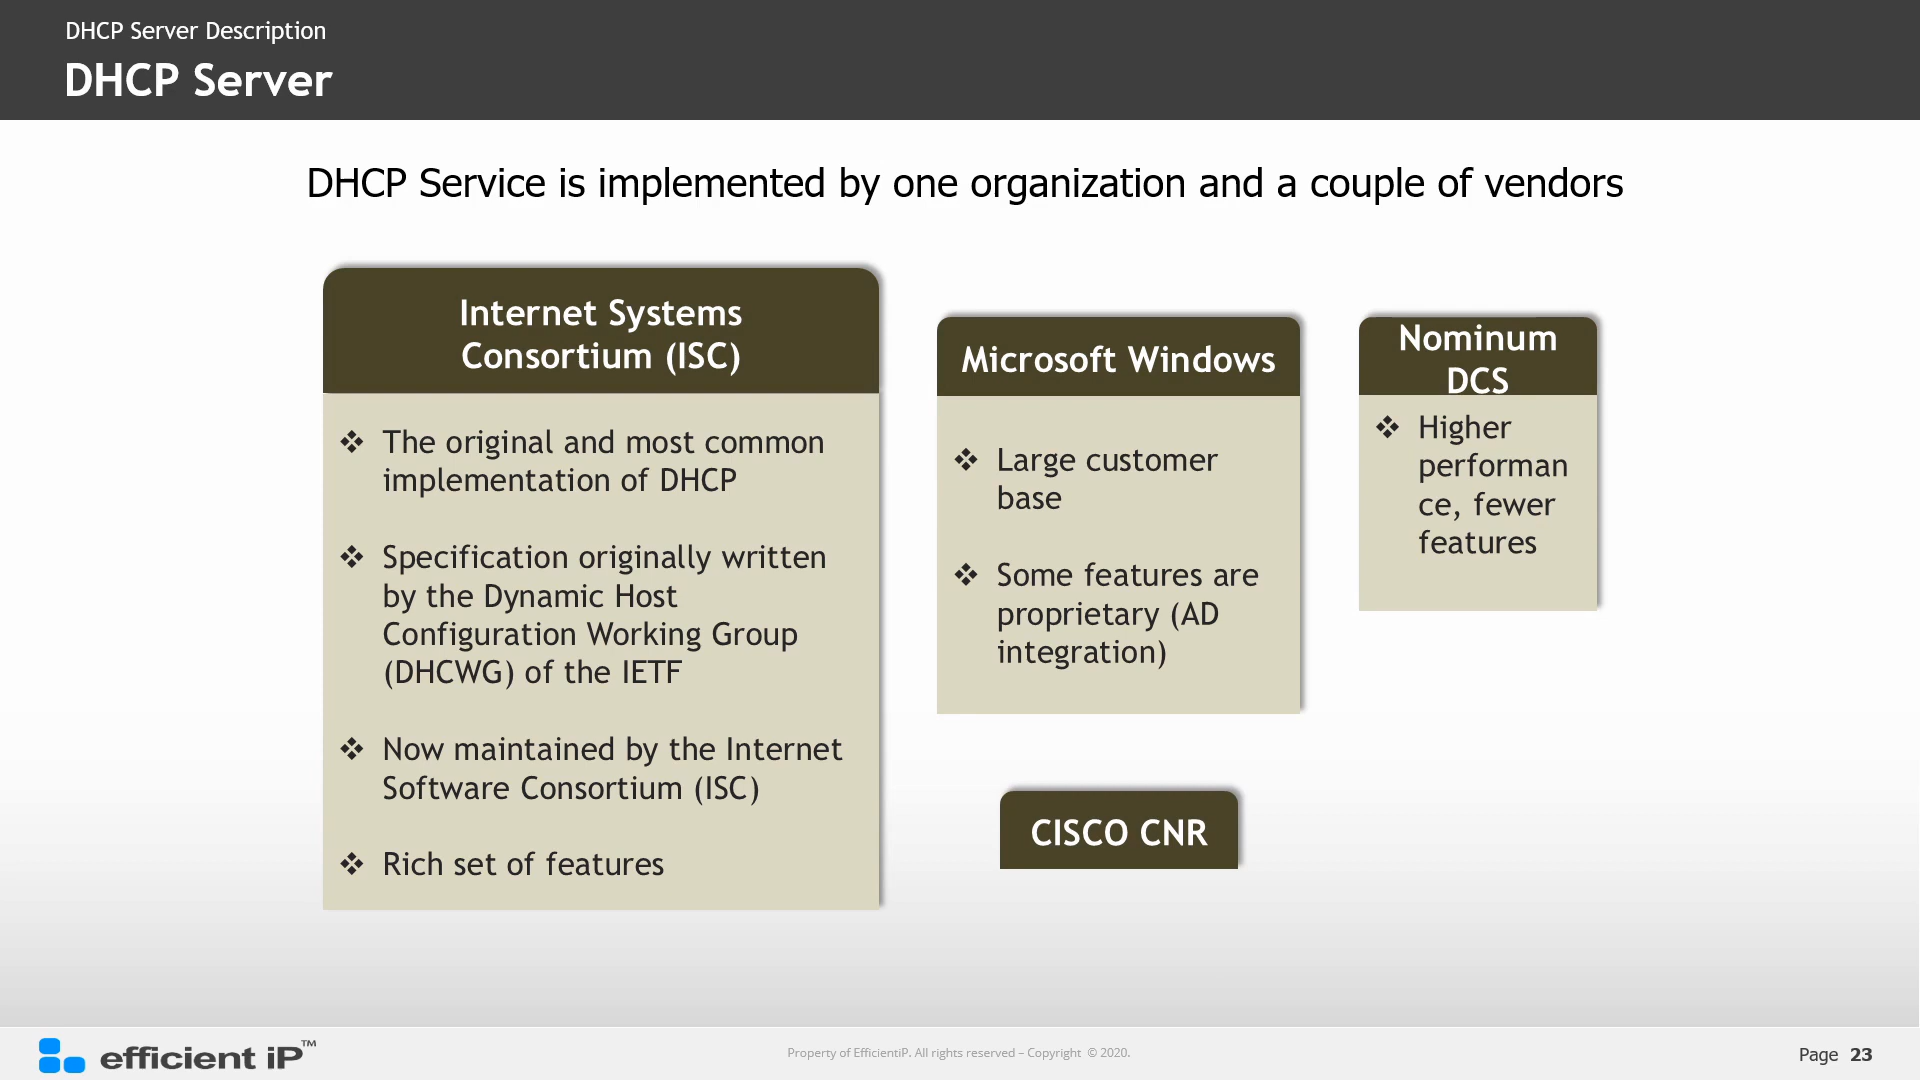 DHCP Server Description
DHCP Server
DHCP Service is implemented by one organization and a couple of vendors
Internet Systems
Consortium (ISC)
❖ The original and most common
implementation of DHCP
❖ Specification originally written
by the Dynamic Host
Configuration Working Group
(DHCWG) of the IETF
❖ Now maintained by the Internet
Software Consortium (ISC)
❖ Rich set of features
Microsoft Windows
❖ Large customer
base
❖ Some features are
proprietary (AD
integration)
CISCO CNR
Nominum
DCS
❖ Higher
performan
ce, fewer
features
efficient iP™
Property of EfficientiP. All rights reserved – Copyright © 2020.
Page 23